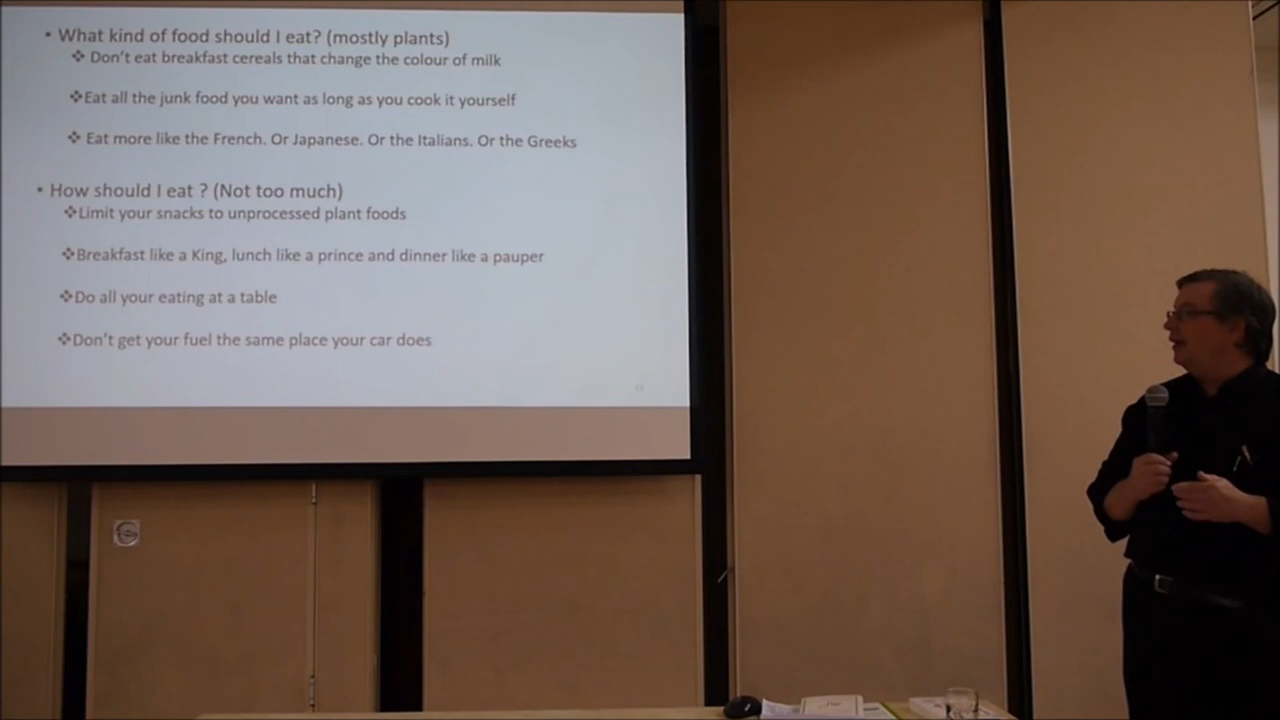 • What kind of food should I eat? (mostly plants)
❖ Don't eat breakfast cereals that change the colour of milk
❖Eat all the junk food you want as long as you cook it yourself
❖ Eat more like the French. Or Japanese. Or the Italians. Or the Greeks
• How should I eat ? (Not too much)
❖Limit your snacks to unprocessed plant foods
❖Breakfast like a King, lunch like a prince and dinner like a pauper
❖Do all your eating at a table
❖Don't get your fuel the same place your car does